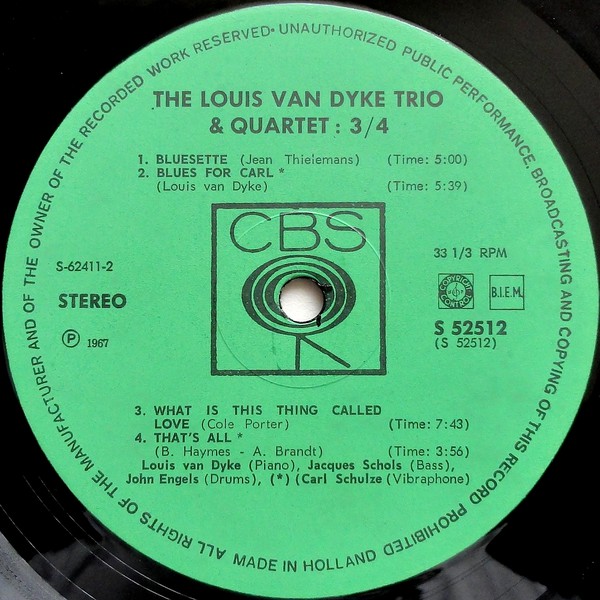 MANUFACTURER AND OF THE OWNER OF THE RECORDED WORK RESERVED • UNAUTHORIZED PUBLIC PERFORMANCE, BROADCASTING AND COPYING OF THIS RECORD PROHIBITED
THE LOUIS VAN DYKE TRIO
& QUARTET : 3/4
1. BLUESETTE (Jean Thielemans) (Time: 5:00)
2. BLUES FOR CARL *
(Louis van Dyke) (Time: 5:39)
CBS
S-62411-2
33 1/3 RPM
STEREO
COPYRIGHT CONTROL
B.I.E.M.
S 52512
(S 52512)
Ⓟ 1967
3. WHAT IS THIS THING CALLED
LOVE (Cole Porter) (Time: 7:43)
4. THAT'S ALL *
(B. Haymes - A. Brandt) (Time: 3:56)
Louis van Dyke (Piano), Jacques Schols (Bass),
John Engels (Drums), (*) (Carl Schulze (Vibraphone)
MADE IN HOLLAND
ALL RIGHTS OF THE